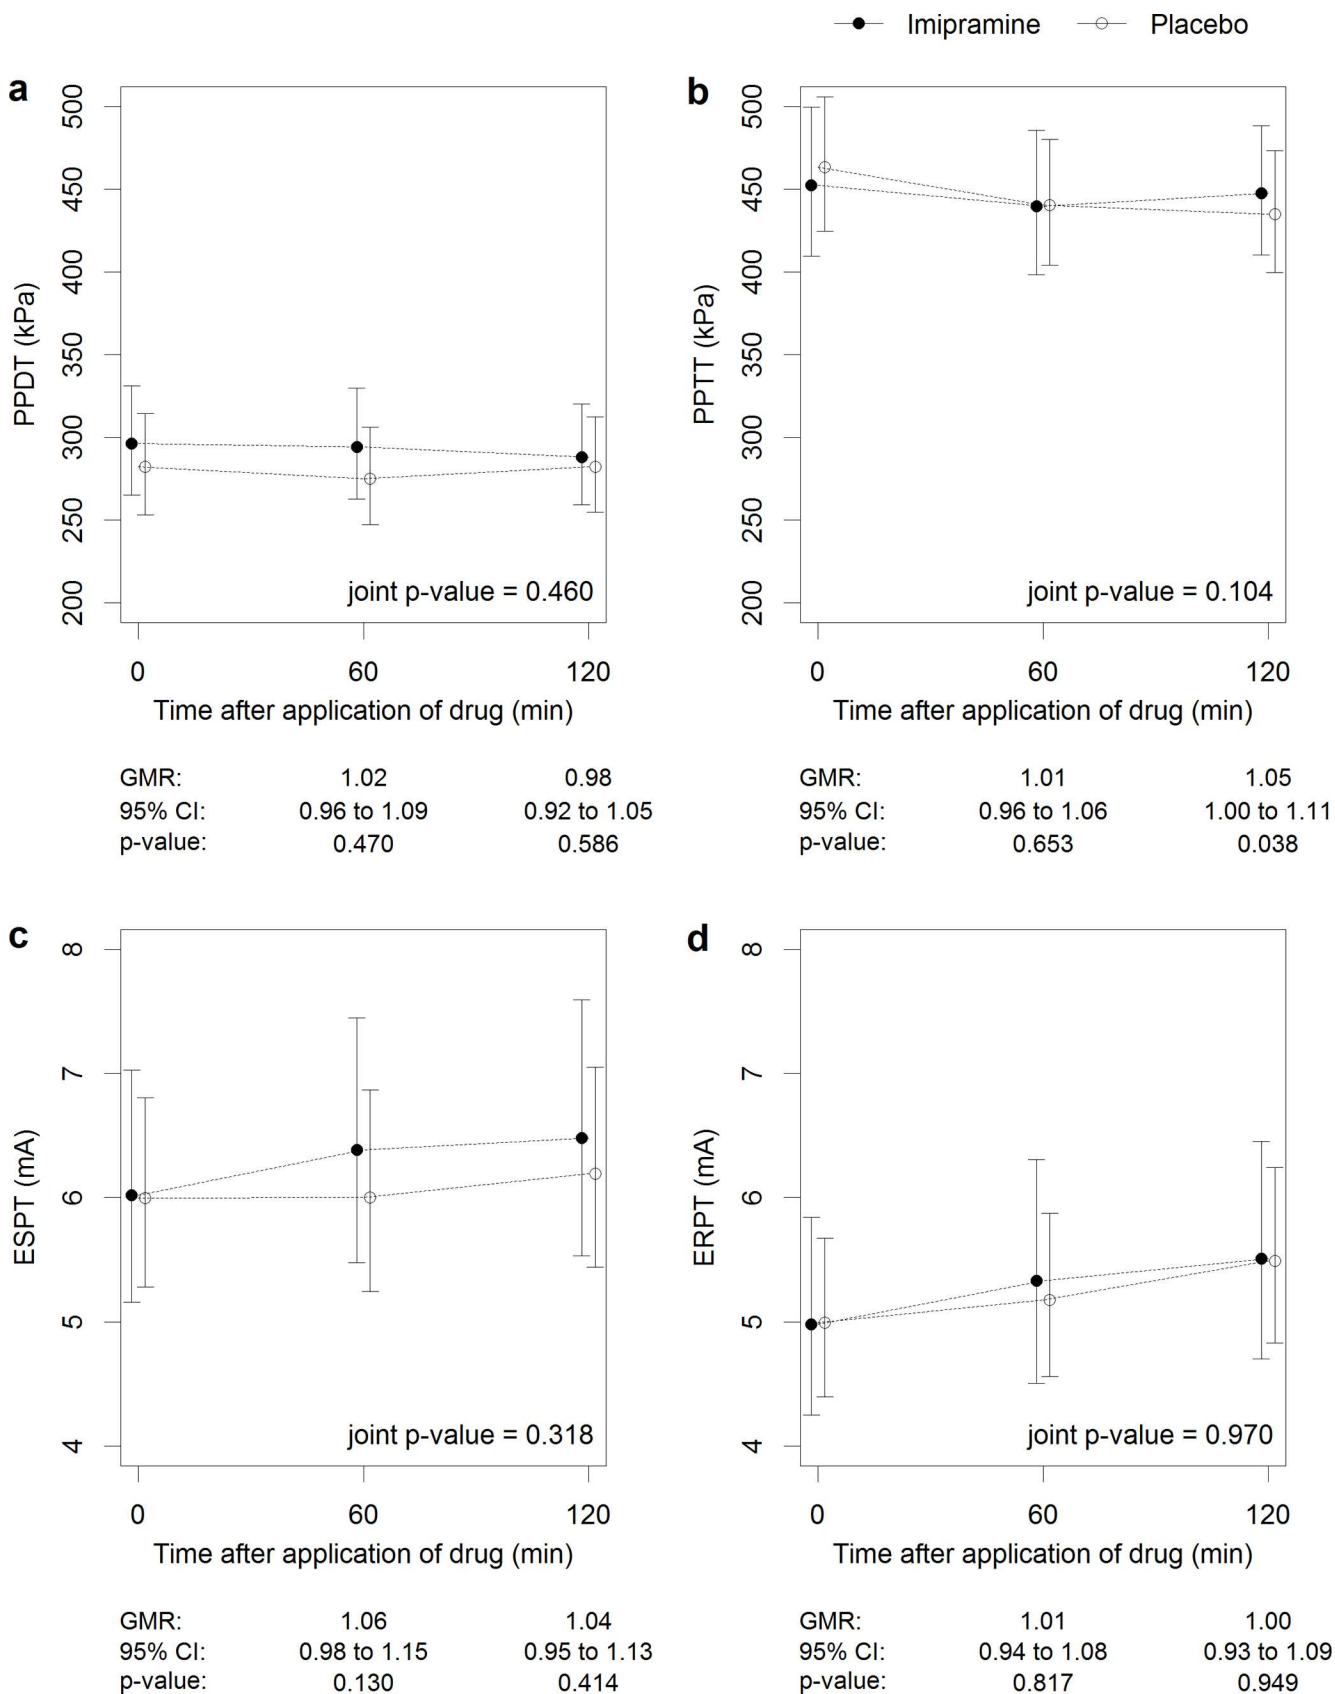 Imipramine Placebo
a
500
450
400
350
300
250
200
PPDT (kPa)
joint p-value = 0.460
0 60 120
Time after application of drug (min)
GMR: 1.02 0.98
95% CI: 0.96 to 1.09 0.92 to 1.05
p-value: 0.470 0.586
b
500
450
400
350
300
250
200
PPTT (kPa)
joint p-value = 0.104
0 60 120
Time after application of drug (min)
GMR: 1.01 1.05
95% CI: 0.96 to 1.06 1.00 to 1.11
p-value: 0.653 0.038
c
8
7
6
5
4
ESPT (mA)
joint p-value = 0.318
0 60 120
Time after application of drug (min)
GMR: 1.06 1.04
95% CI: 0.98 to 1.15 0.95 to 1.13
p-value: 0.130 0.414
d
8
7
6
5
4
ERPT (mA)
joint p-value = 0.970
0 60 120
Time after application of drug (min)
GMR: 1.01 1.00
95% CI: 0.94 to 1.08 0.93 to 1.09
p-value: 0.817 0.949